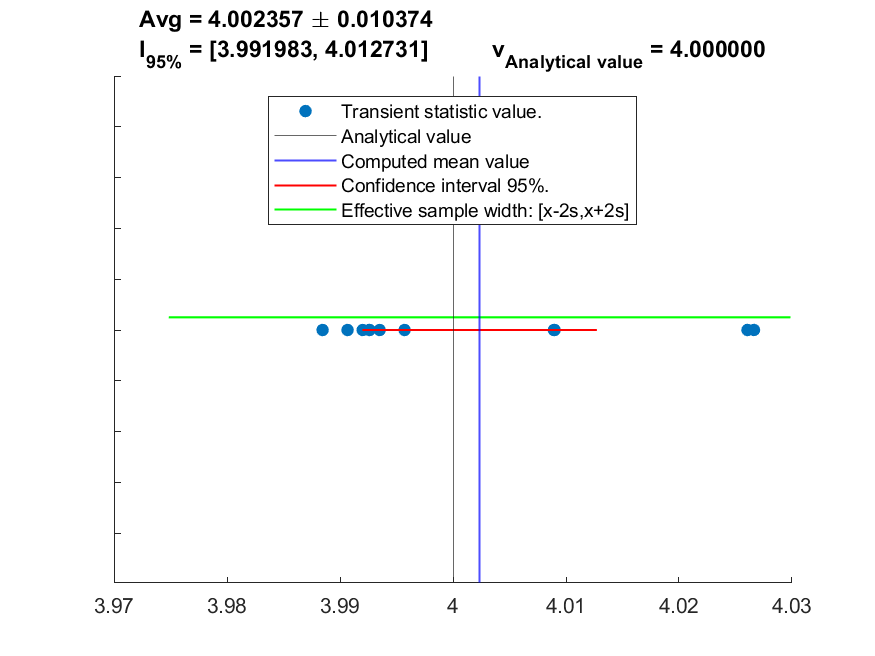 Avg = 4.002357 ± 0.010374
I95% = [3.991983, 4.012731] vAnalytical value = 4.000000
Transient statistic value.
Analytical value
Computed mean value
Confidence interval 95%.
Effective sample width: [x-2s,x+2s]
3.97 3.98 3.99 4 4.01 4.02 4.03